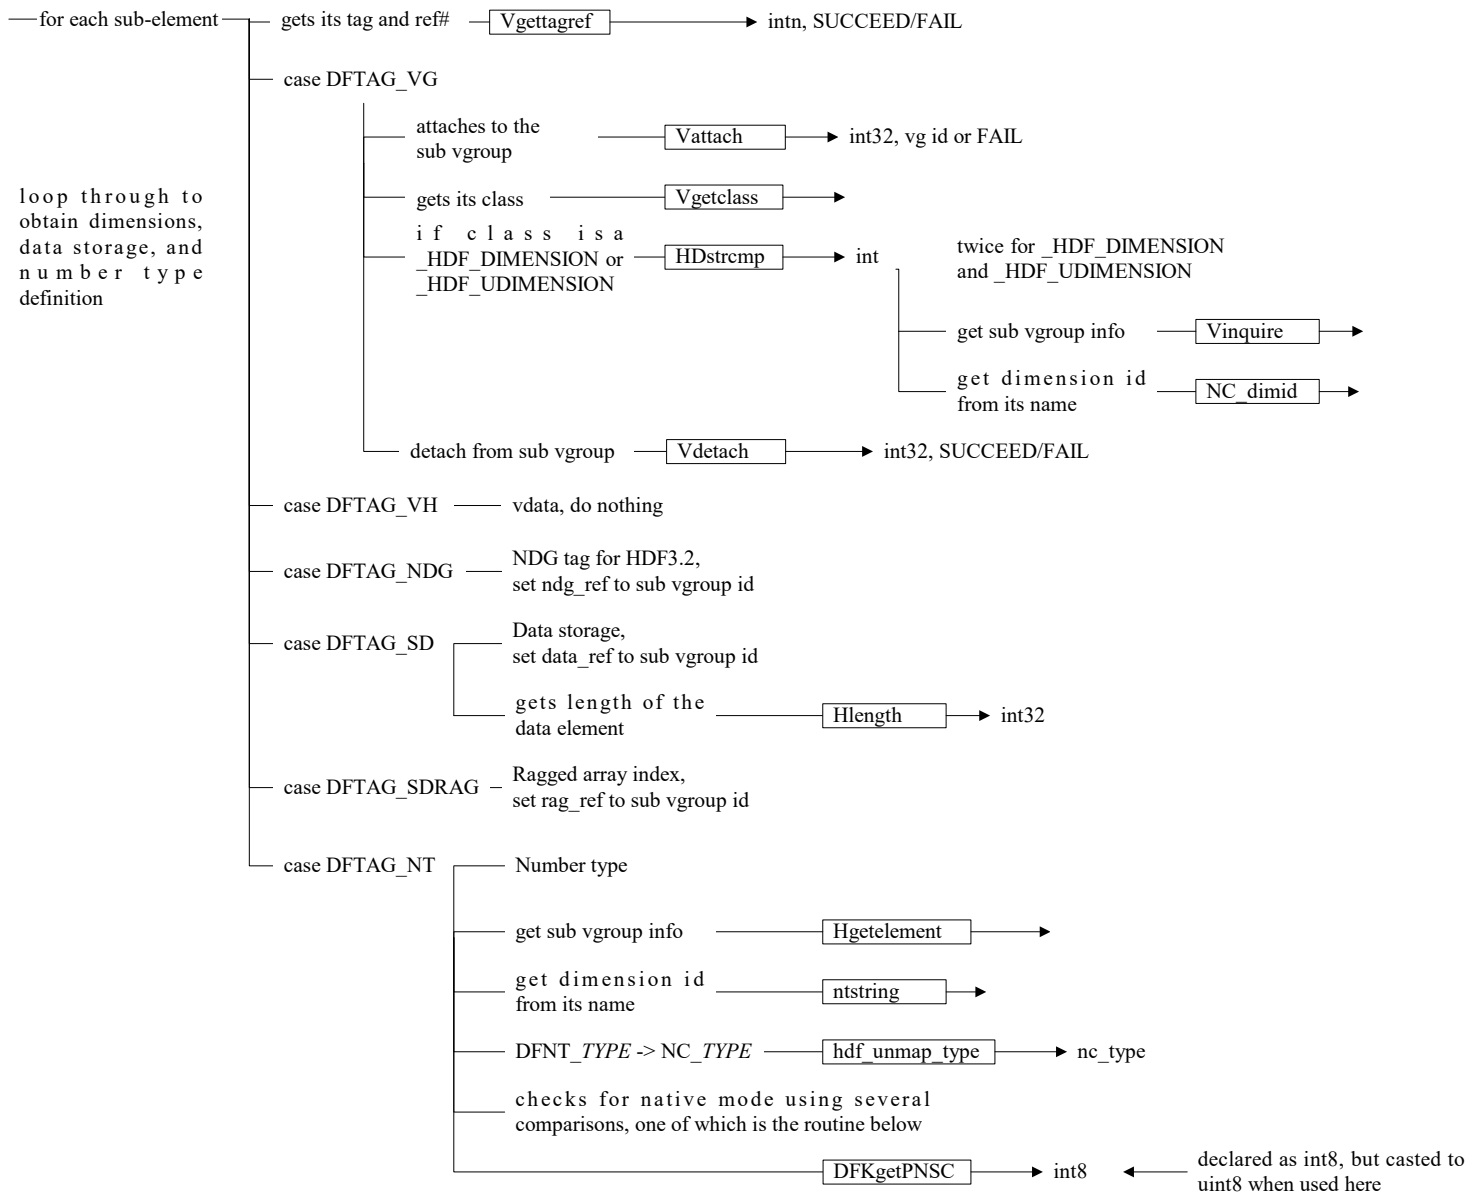 for each sub-element
gets its tag and ref#
Vgettagref
intn, SUCCEED/FAIL
case DFTAG_VG
attaches to the
sub vgroup
Vattach
int32, vg id or FAIL
loop through to
obtain dimensions,
data storage, and
number type
definition
gets its class
Vgetclass
if class is a
_HDF_DIMENSION or
_HDF_UDIMENSION
HDstrcmp
int
twice for _HDF_DIMENSION
and _HDF_UDIMENSION
get sub vgroup info
Vinquire
get dimension id
from its name
NC_dimid
detach from sub vgroup
Vdetach
int32, SUCCEED/FAIL
case DFTAG_VH
vdata, do nothing
case DFTAG_NDG
NDG tag for HDF3.2,
set ndg_ref to sub vgroup id
case DFTAG_SD
Data storage,
set data_ref to sub vgroup id
gets length of the
data element
Hlength
int32
case DFTAG_SDRAG
Ragged array index,
set rag_ref to sub vgroup id
case DFTAG_NT
Number type
get sub vgroup info
Hgetelement
get dimension id
from its name
ntstring
DFNT_TYPE -> NC_TYPE
hdf_unmap_type
nc_type
checks for native mode using several
comparisons, one of which is the routine below
DFKgetPNSC
int8
declared as int8, but casted to
uint8 when used here